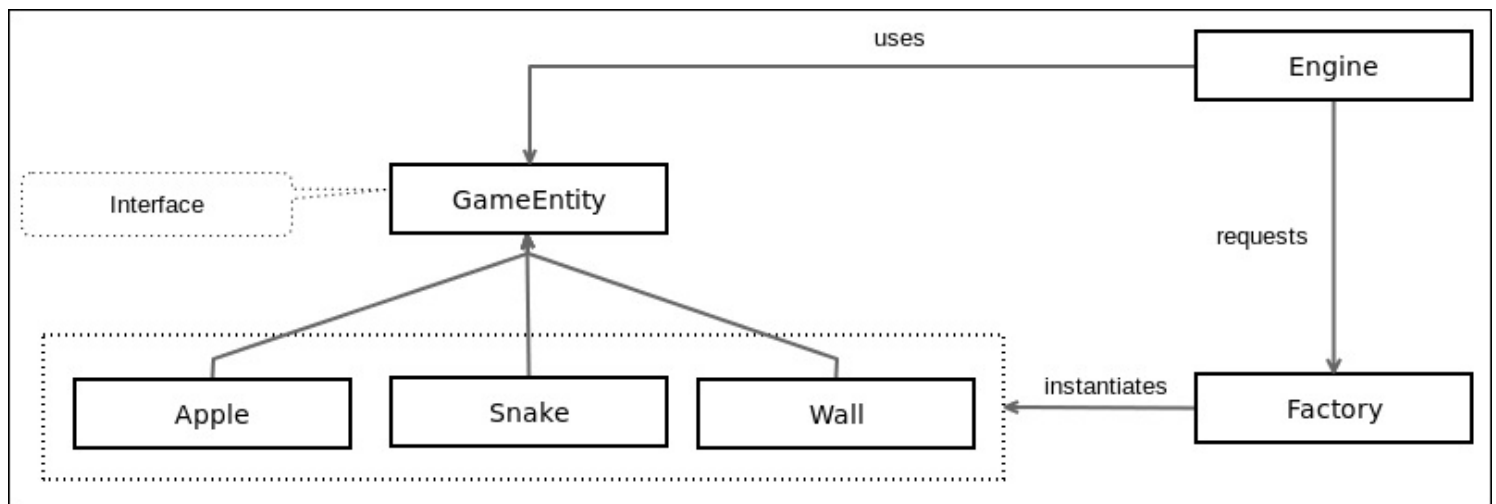 uses
Engine
Interface
GameEntity
requests
Apple
Snake
Wall
instantiates
Factory